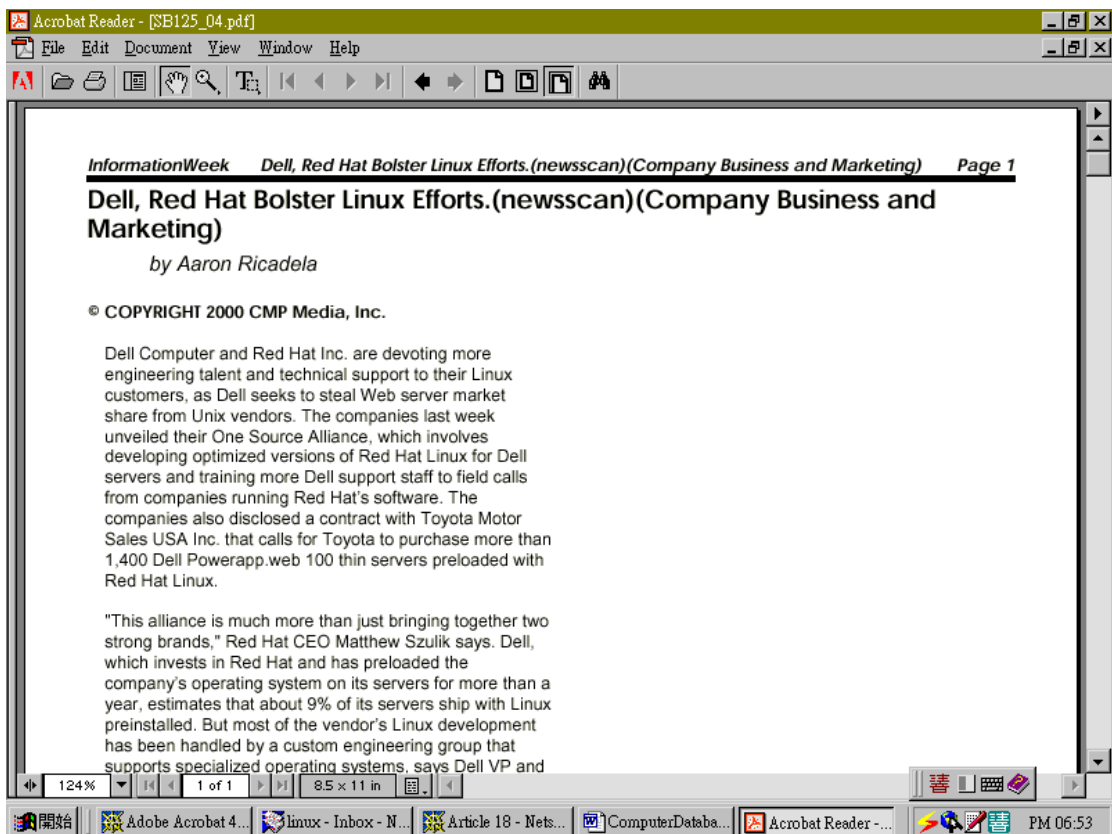 Acrobat Reader - [SB125_04.pdf]
File Edit Document View Window Help
InformationWeek Dell, Red Hat Bolster Linux Efforts.(newsscan)(Company Business and Marketing) Page 1
Dell, Red Hat Bolster Linux Efforts.(newsscan)(Company Business and
Marketing)
by Aaron Ricadela
© COPYRIGHT 2000 CMP Media, Inc.
Dell Computer and Red Hat Inc. are devoting more
engineering talent and technical support to their Linux
customers, as Dell seeks to steal Web server market
share from Unix vendors. The companies last week
unveiled their One Source Alliance, which involves
developing optimized versions of Red Hat Linux for Dell
servers and training more Dell support staff to field calls
from companies running Red Hat's software. The
companies also disclosed a contract with Toyota Motor
Sales USA Inc. that calls for Toyota to purchase more than
1,400 Dell Powerapp.web 100 thin servers preloaded with
Red Hat Linux.
"This alliance is much more than just bringing together two
strong brands," Red Hat CEO Matthew Szulik says. Dell,
which invests in Red Hat and has preloaded the
company's operating system on its servers for more than a
year, estimates that about 9% of its servers ship with Linux
preinstalled. But most of the vendor's Linux development
has been handled by a custom engineering group that
supports specialized operating systems, says Dell VP and
124% 1 of 1 8.5 x 11 in
開始 Adobe Acrobat 4... linux - Inbox - N... Article 18 - Nets... ComputerDataba... Acrobat Reader -... PM 06:53